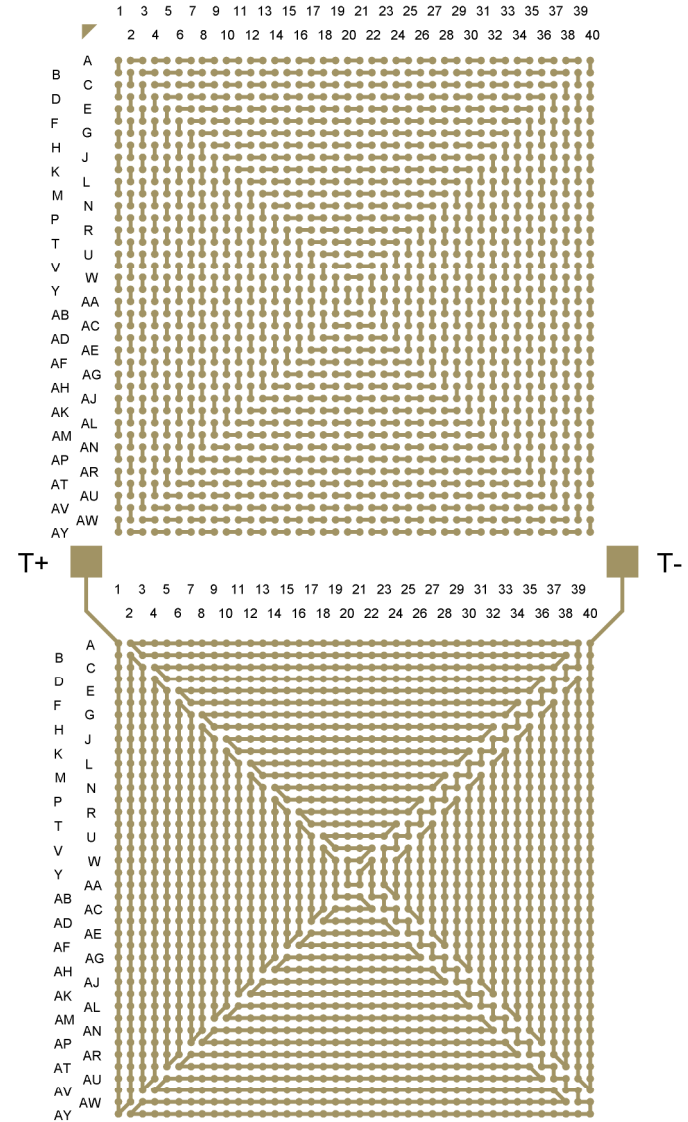 1 3 5 7 9 11 13 15 17 19 21 23 25 27 29 31 33 35 37 39
2 4 6 8 10 12 14 16 18 20 22 24 26 28 30 32 34 36 38 40
A
B
C
D
E
F
G
H
J
K
L
M
N
P
R
T
U
V
W
Y
AA
AB
AC
AD
AE
AF
AG
AH
AJ
AK
AL
AM
AN
AP
AR
AT
AU
AV
AW
AY
T+ T-
1 3 5 7 9 11 13 15 17 19 21 23 25 27 29 31 33 35 37 39
2 4 6 8 10 12 14 16 18 20 22 24 26 28 30 32 34 36 38 40
A
B
C
D
E
F
G
H
J
K
L
M
N
P
R
T
U
V
W
Y
AA
AB
AC
AD
AE
AF
AG
AH
AJ
AK
AL
AM
AN
AP
AR
AT
AU
AV
AW
AY